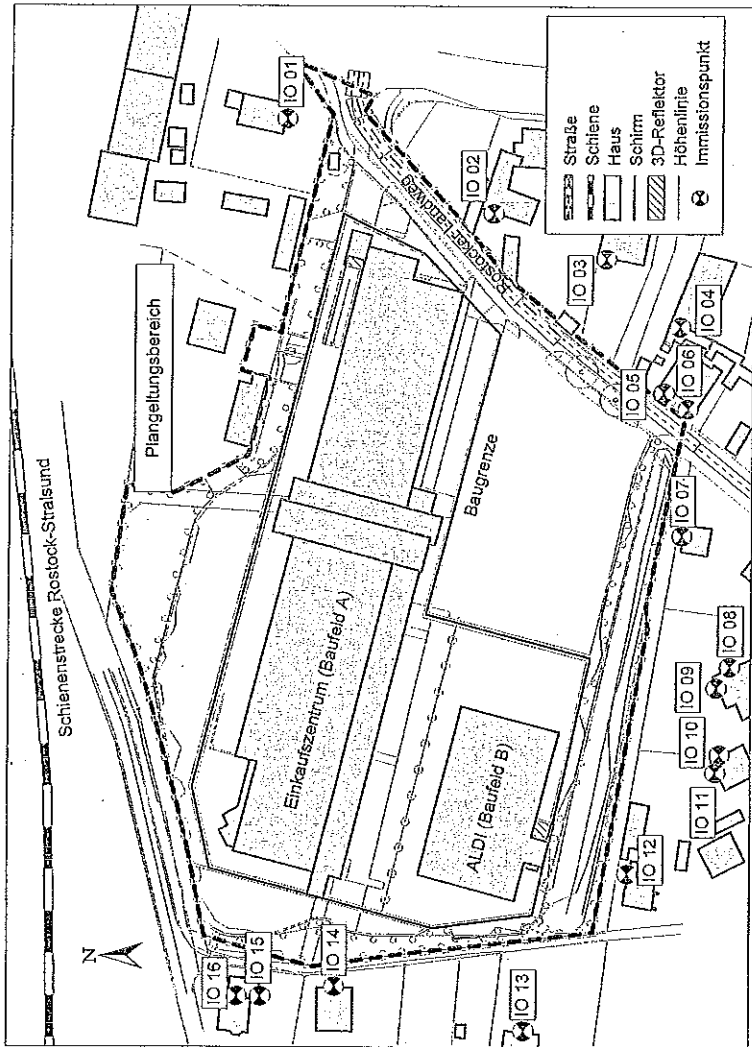 Schienenstrecke Rostock-Stralsund
Plangeltungsbereich
N
IO 16
IO 15
IO 14
IO 13
IO 12
IO 11
IO 10
IO 09
IO 08
IO 07
IO 06
IO 05
IO 04
IO 03
IO 02
IO 01
Einkaufszentrum (Baufeld A)
ALDI (Baufeld B)
Baugrenze
Rostocker Landweg
Straße
Schiene
Haus
Schirm
3D-Reflektor
Höhenlinie
Immissionspunkt